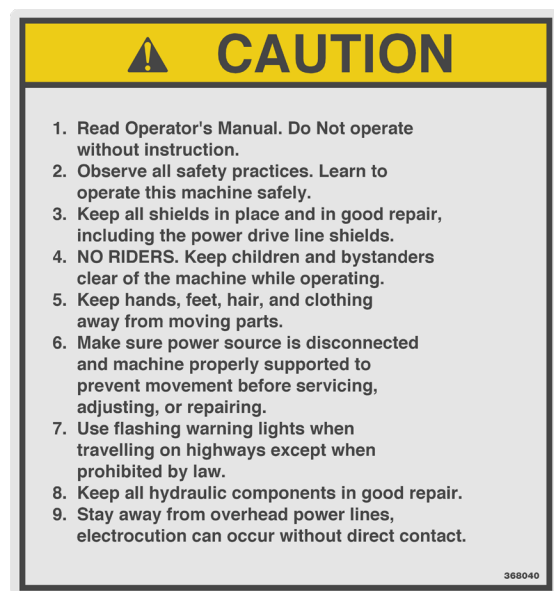 CAUTION
1. Read Operator's Manual. Do Not operate
without instruction.
2. Observe all safety practices. Learn to
operate this machine safely.
3. Keep all shields in place and in good repair,
including the power drive line shields.
4. NO RIDERS. Keep children and bystanders
clear of the machine while operating.
5. Keep hands, feet, hair, and clothing
away from moving parts.
6. Make sure power source is disconnected
and machine properly supported to
prevent movement before servicing,
adjusting, or repairing.
7. Use flashing warning lights when
travelling on highways except when
prohibited by law.
8. Keep all hydraulic components in good repair.
9. Stay away from overhead power lines,
electrocution can occur without direct contact.
368040